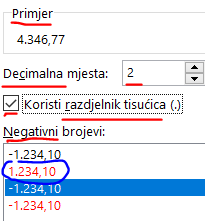 Primjer
4.346,77
Decimalna mjesta: 2
Koristi razdjelnik tisućica (.)
Negativni brojevi:
-1.234,10
1.234,10
-1.234,10
-1.234,10